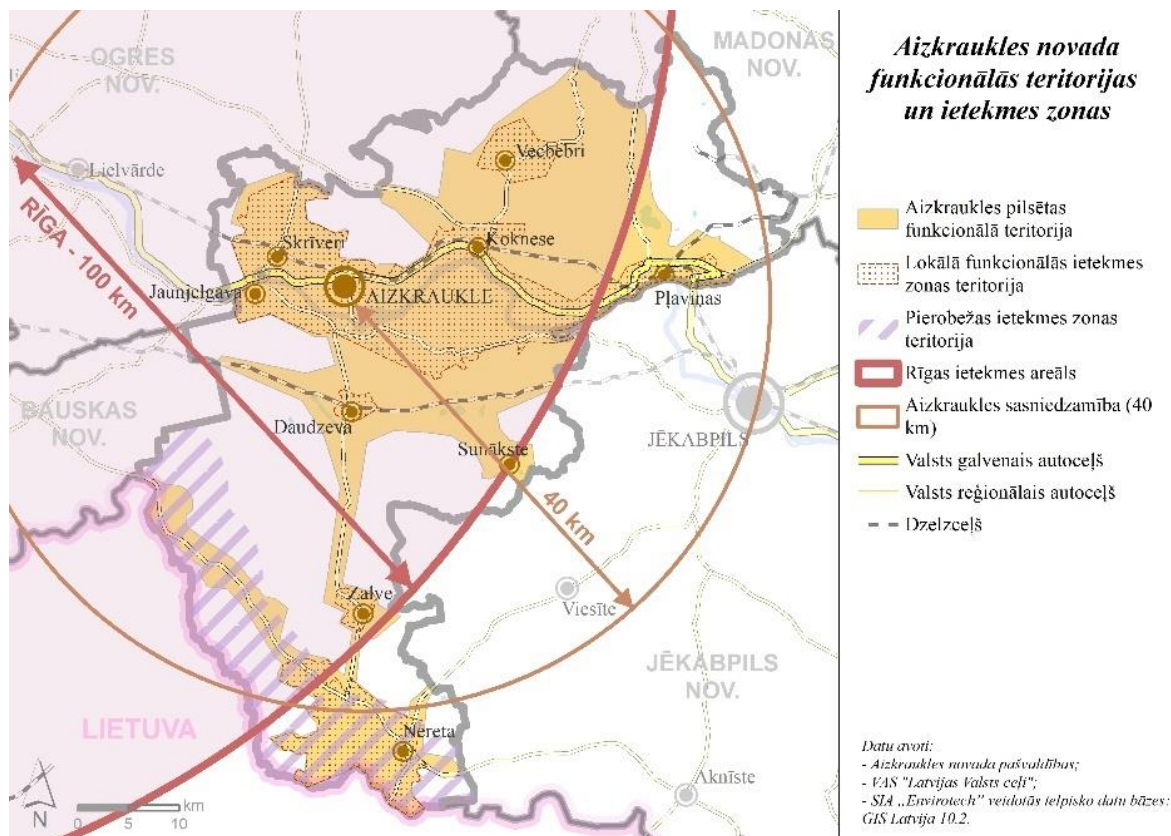 Aizkraukles novada
funkcionālās teritorijas
un ietekmes zonas
OGRES
NOV.
MADONAS
NOV.
Lielvārde
Vecbebri
RĪGA - 100 km
Skrīveri
Koknese
Jaunjelgava
AIZKRAUKLE
Pļaviņas
BAUSKAS
NOV.
Daudzeva
JĒKABPILS
Sunākste
40 km
Zalve
Viesīte
JĒKABPILS
NOV.
LIETUVA
Nereta
Aknīste
N
km
0 5 10
Aizkraukles pilsētas
funkcionālā teritorija
Lokālā funkcionālās ietekmes
zonas teritorija
Pierobežas ietekmes zonas
teritorija
Rīgas ietekmes areāls
Aizkraukles sasniedzamība (40
km)
Valsts galvenais autoceļš
Valsts reģionālais autoceļš
Dzelzceļš
Datu avoti:
- Aizkraukles novada pašvaldības;
- VAS "Latvijas Valsts ceļi";
- SIA „Envirotech” veidotās telpisko datu bāzes:
GIS Latvija 10.2.